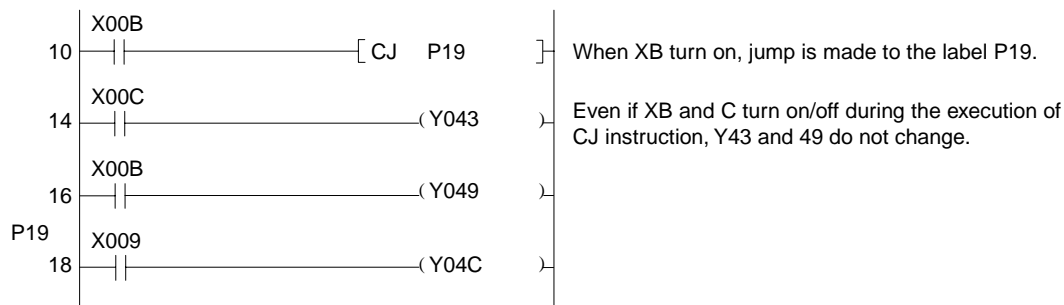 X00B
10 [ CJ P19 ] When XB turn on, jump is made to the label P19.
X00C
14 ( Y043 ) Even if XB and C turn on/off during the execution of
CJ instruction, Y43 and 49 do not change.
X00B
16 ( Y049 )
P19
X009
18 ( Y04C )